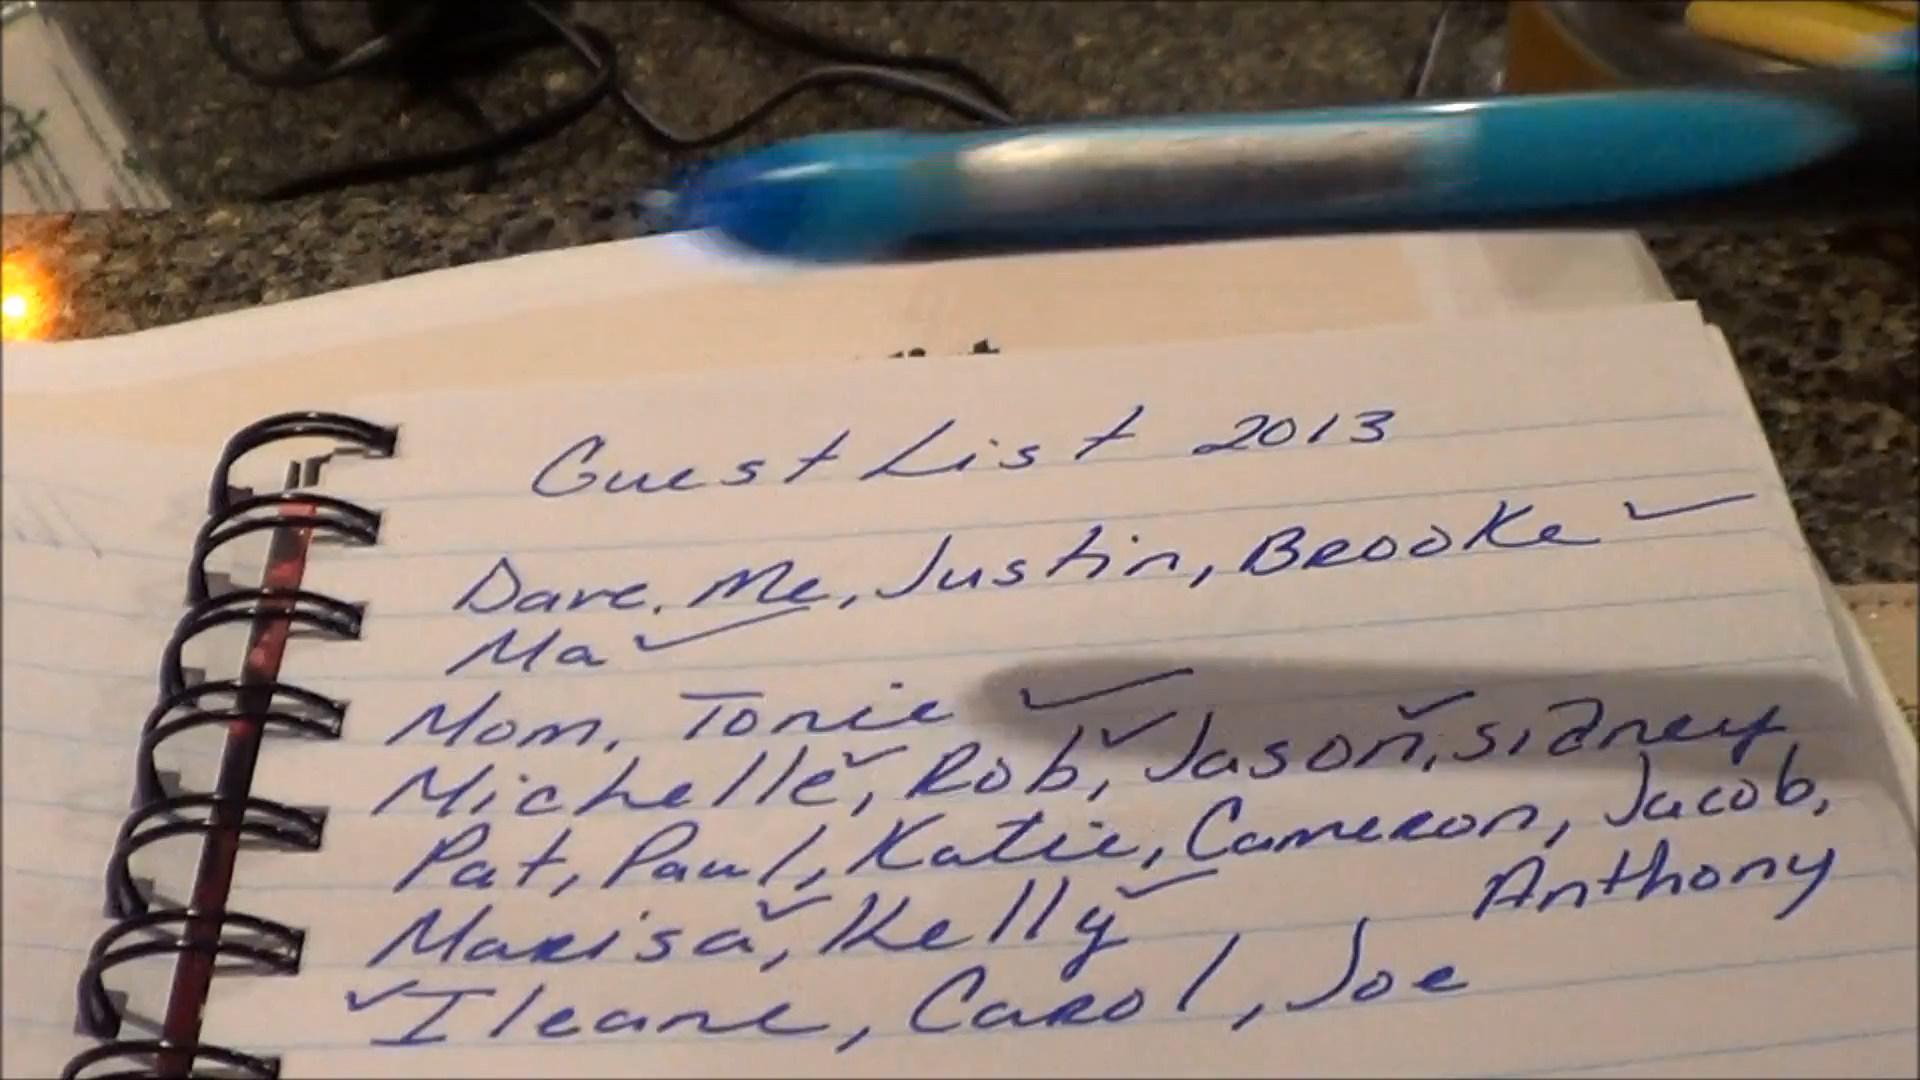 Guest List 2013
Dave, Me, Justin, Brooke ✓
Ma ✓
Mom, Tonie ✓
Michelle ✓, Rob ✓, Jason ✓, Sidney
Pat, Paul, Katie, Cameron, Jacob,
Anthony
Marisa ✓, Kelly ✓,
✓ Ileane, Carol, Joe